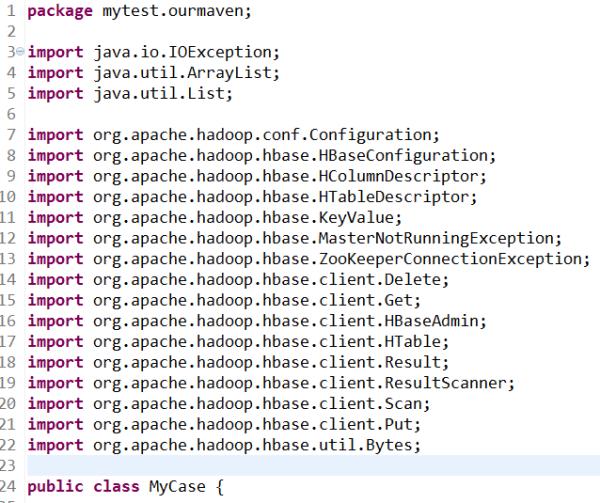 1 package mytest.ourmaven;
2
3 import java.io.IOException;
4 import java.util.ArrayList;
5 import java.util.List;
6
7 import org.apache.hadoop.conf.Configuration;
8 import org.apache.hadoop.hbase.HBaseConfiguration;
9 import org.apache.hadoop.hbase.HColumnDescriptor;
10 import org.apache.hadoop.hbase.HTableDescriptor;
11 import org.apache.hadoop.hbase.KeyValue;
12 import org.apache.hadoop.hbase.MasterNotRunningException;
13 import org.apache.hadoop.hbase.ZooKeeperConnectionException;
14 import org.apache.hadoop.hbase.client.Delete;
15 import org.apache.hadoop.hbase.client.Get;
16 import org.apache.hadoop.hbase.client.HBaseAdmin;
17 import org.apache.hadoop.hbase.client.HTable;
18 import org.apache.hadoop.hbase.client.Result;
19 import org.apache.hadoop.hbase.client.ResultScanner;
20 import org.apache.hadoop.hbase.client.Scan;
21 import org.apache.hadoop.hbase.client.Put;
22 import org.apache.hadoop.hbase.util.Bytes;
23
24 public class MyCase {